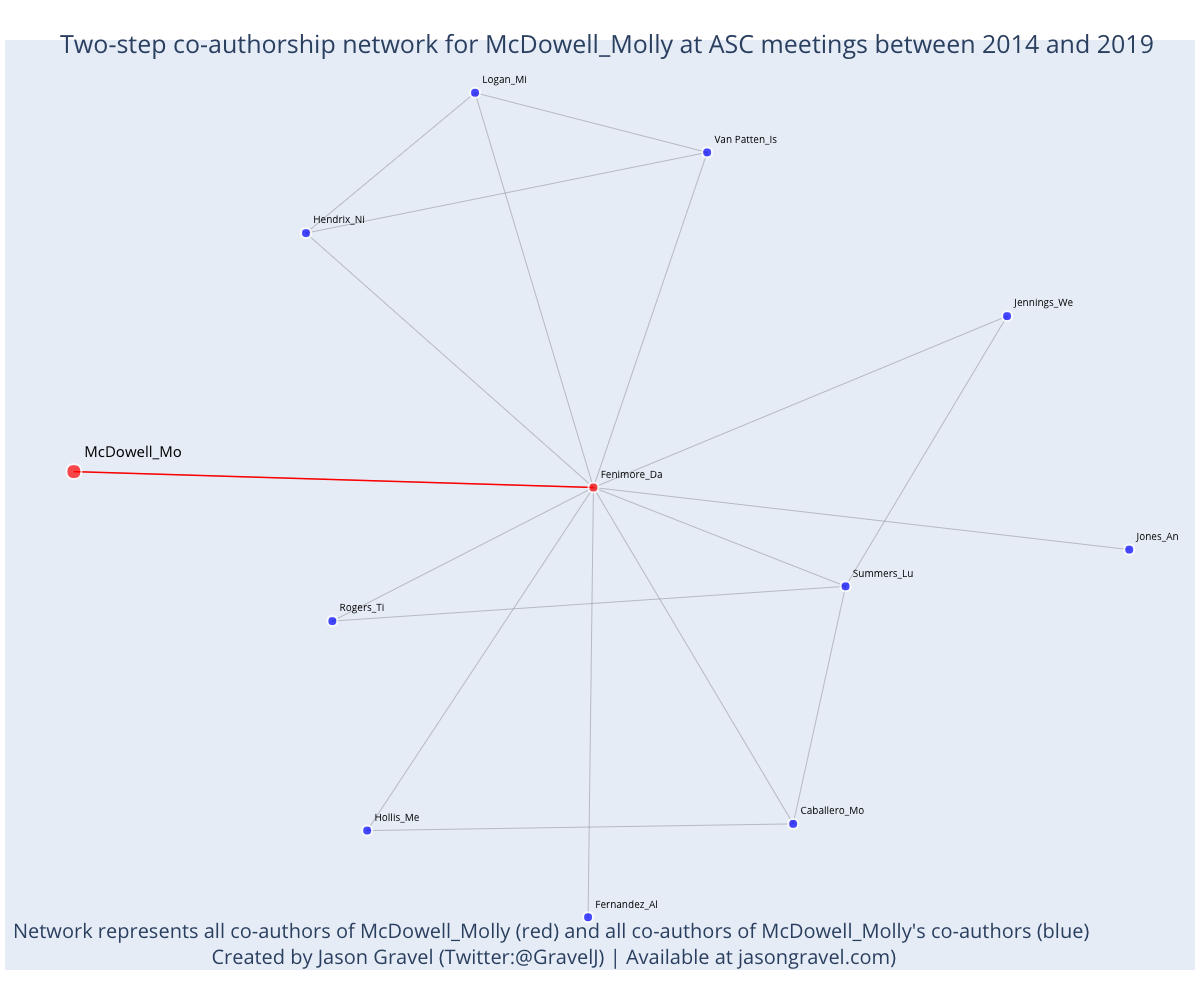 Two-step co-authorship network for McDowell_Molly at ASC meetings between 2014 and 2019
Logan_Mi
Van Patten_Is
Hendrix_Ni
Jennings_We
McDowell_Mo
Fenimore_Da
Jones_An
Summers_Lu
Rogers_Ti
Caballero_Mo
Hollis_Me
Fernandez_Al
Network represents all co-authors of McDowell_Molly (red) and all co-authors of McDowell_Molly's co-authors (blue)
Created by Jason Gravel (Twitter:@GravelJ) | Available at jasongravel.com)